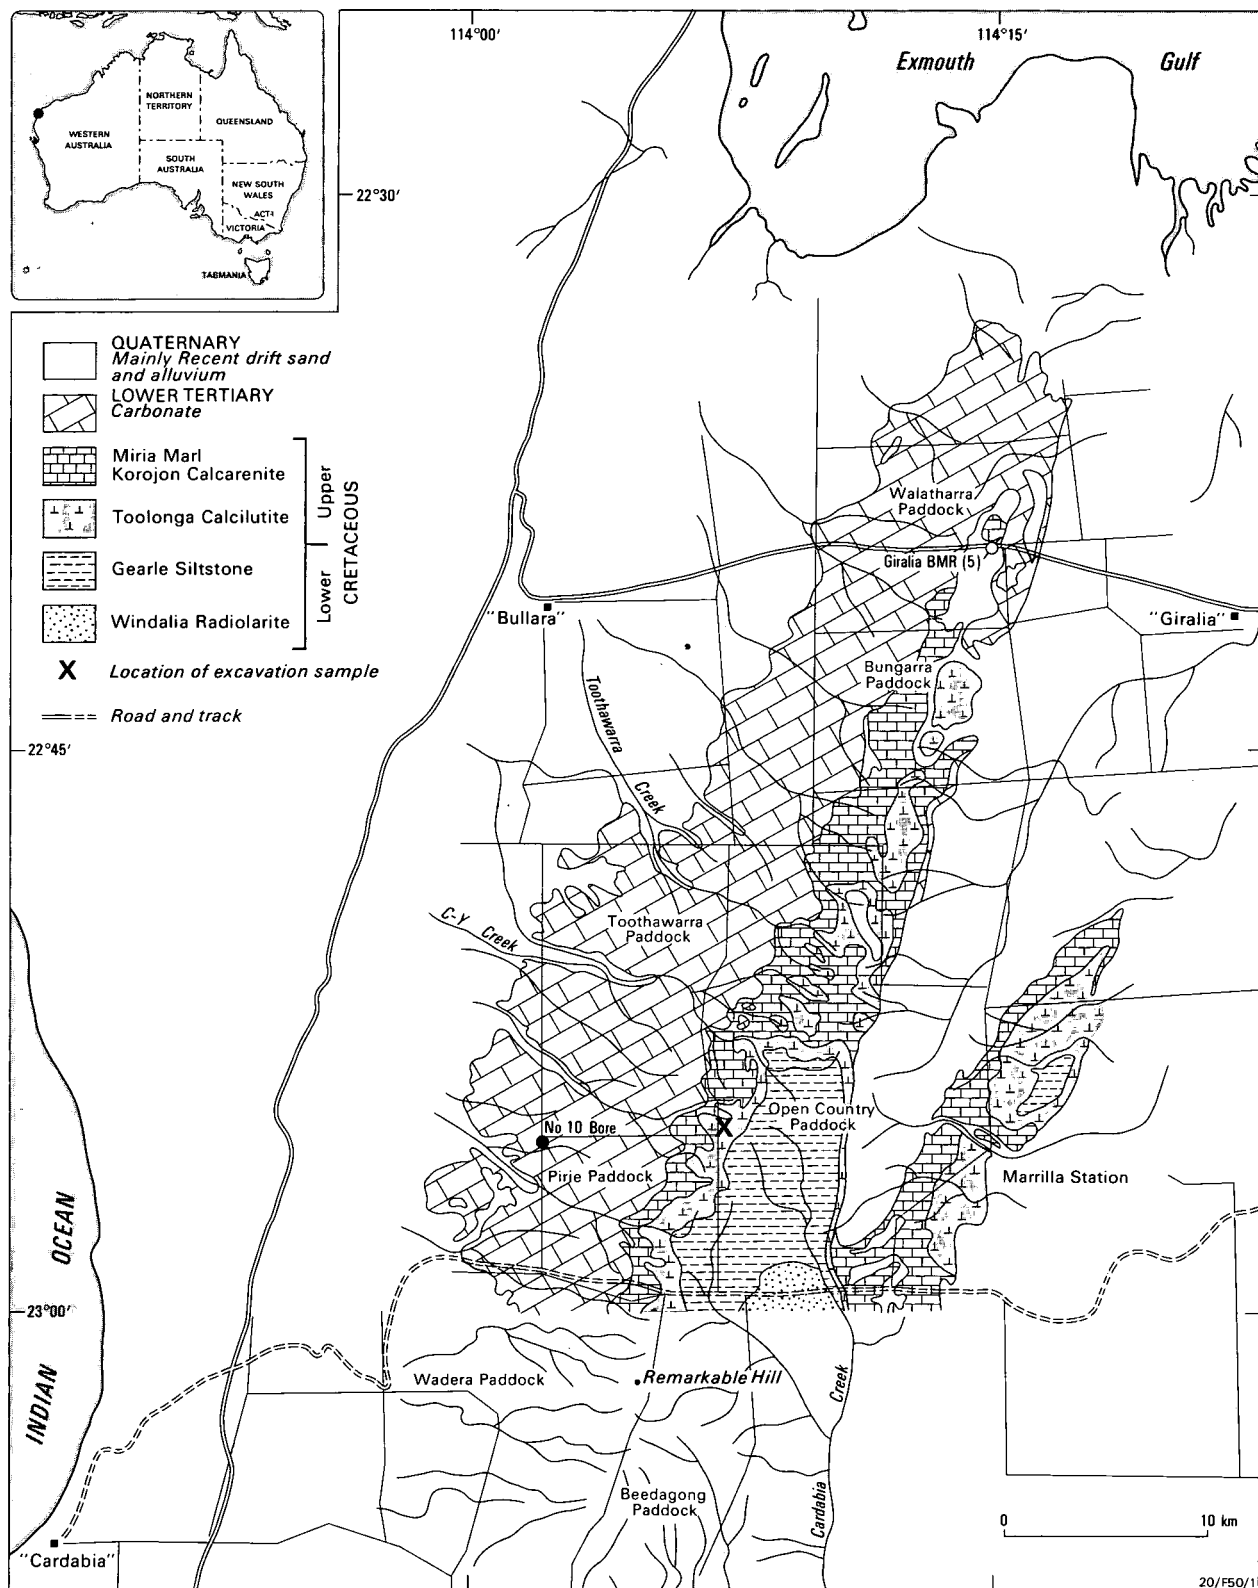 114°00′
114°15′
Exmouth Gulf
NORTHERN
TERRITORY
QUEENSLAND
WESTERN
AUSTRALIA
SOUTH
AUSTRALIA
NEW SOUTH
WALES
ACT
VICTORIA
TASMANIA
22°30′
QUATERNARY
Mainly Recent drift sand
and alluvium
LOWER TERTIARY
Carbonate
Miria Marl
Korojon Calcarenite
Toolonga Calcilutite
Gearle Siltstone
Windalia Radiolarite
Upper
Lower
CRETACEOUS
X Location of excavation sample
Road and track
Walatharra
Paddock
Giralia BMR (5)
"Bullara"
"Giralia"
Bungarra
Paddock
Toothawarra
Creek
22°45′
C-Y Creek
Toothawarra
Paddock
No 10 Bore
X
Open Country
Paddock
Pirie Paddock
Marrilla Station
INDIAN OCEAN
23°00′
Wadera Paddock
Remarkable Hill
Cardabia Creek
Beedagong
Paddock
0 10 km
"Cardabia"
20/F50/1